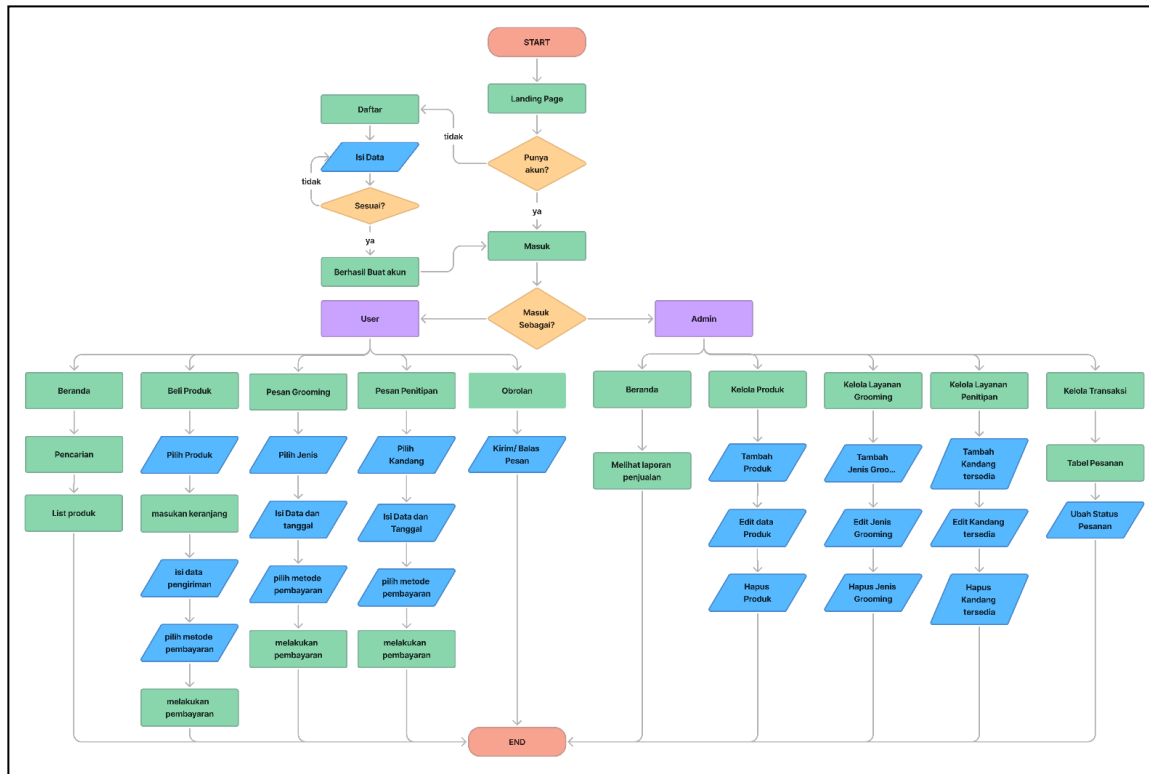 START
Landing Page
Daftar
tidak
Punya
akun?
Isi Data
tidak
Sesuai?
ya
ya
Masuk
Berhasil Buat akun
Masuk
Sebagai?
User
Admin
Beranda
Beli Produk
Pesan Grooming
Pesan Penitipan
Obrolan
Beranda
Kelola Produk
Kelola Layanan
Grooming
Kelola Layanan
Penitipan
Kelola Transaksi
Pencarian
Pilih Produk
Pilih Jenis
Pilih
Kandang
Kirim/ Balas
Pesan
Melihat laporan
penjualan
Tambah
Produk
Tambah
Jenis Groo...
Tambah
Kandang
tersedia
Tabel Pesanan
List produk
masukan keranjang
Isi Data dan
tanggal
Isi Data dan
Tanggal
Edit data
Produk
Edit Jenis
Grooming
Edit Kandang
tersedia
Ubah Status
Pesanan
isi data
pengiriman
pilih metode
pembayaran
pilih metode
pembayaran
Hapus
Produk
Hapus Jenis
Grooming
Hapus
Kandang
tersedia
pilih metode
pembayaran
melakukan
pembayaran
melakukan
pembayaran
melakukan
pembayaran
END